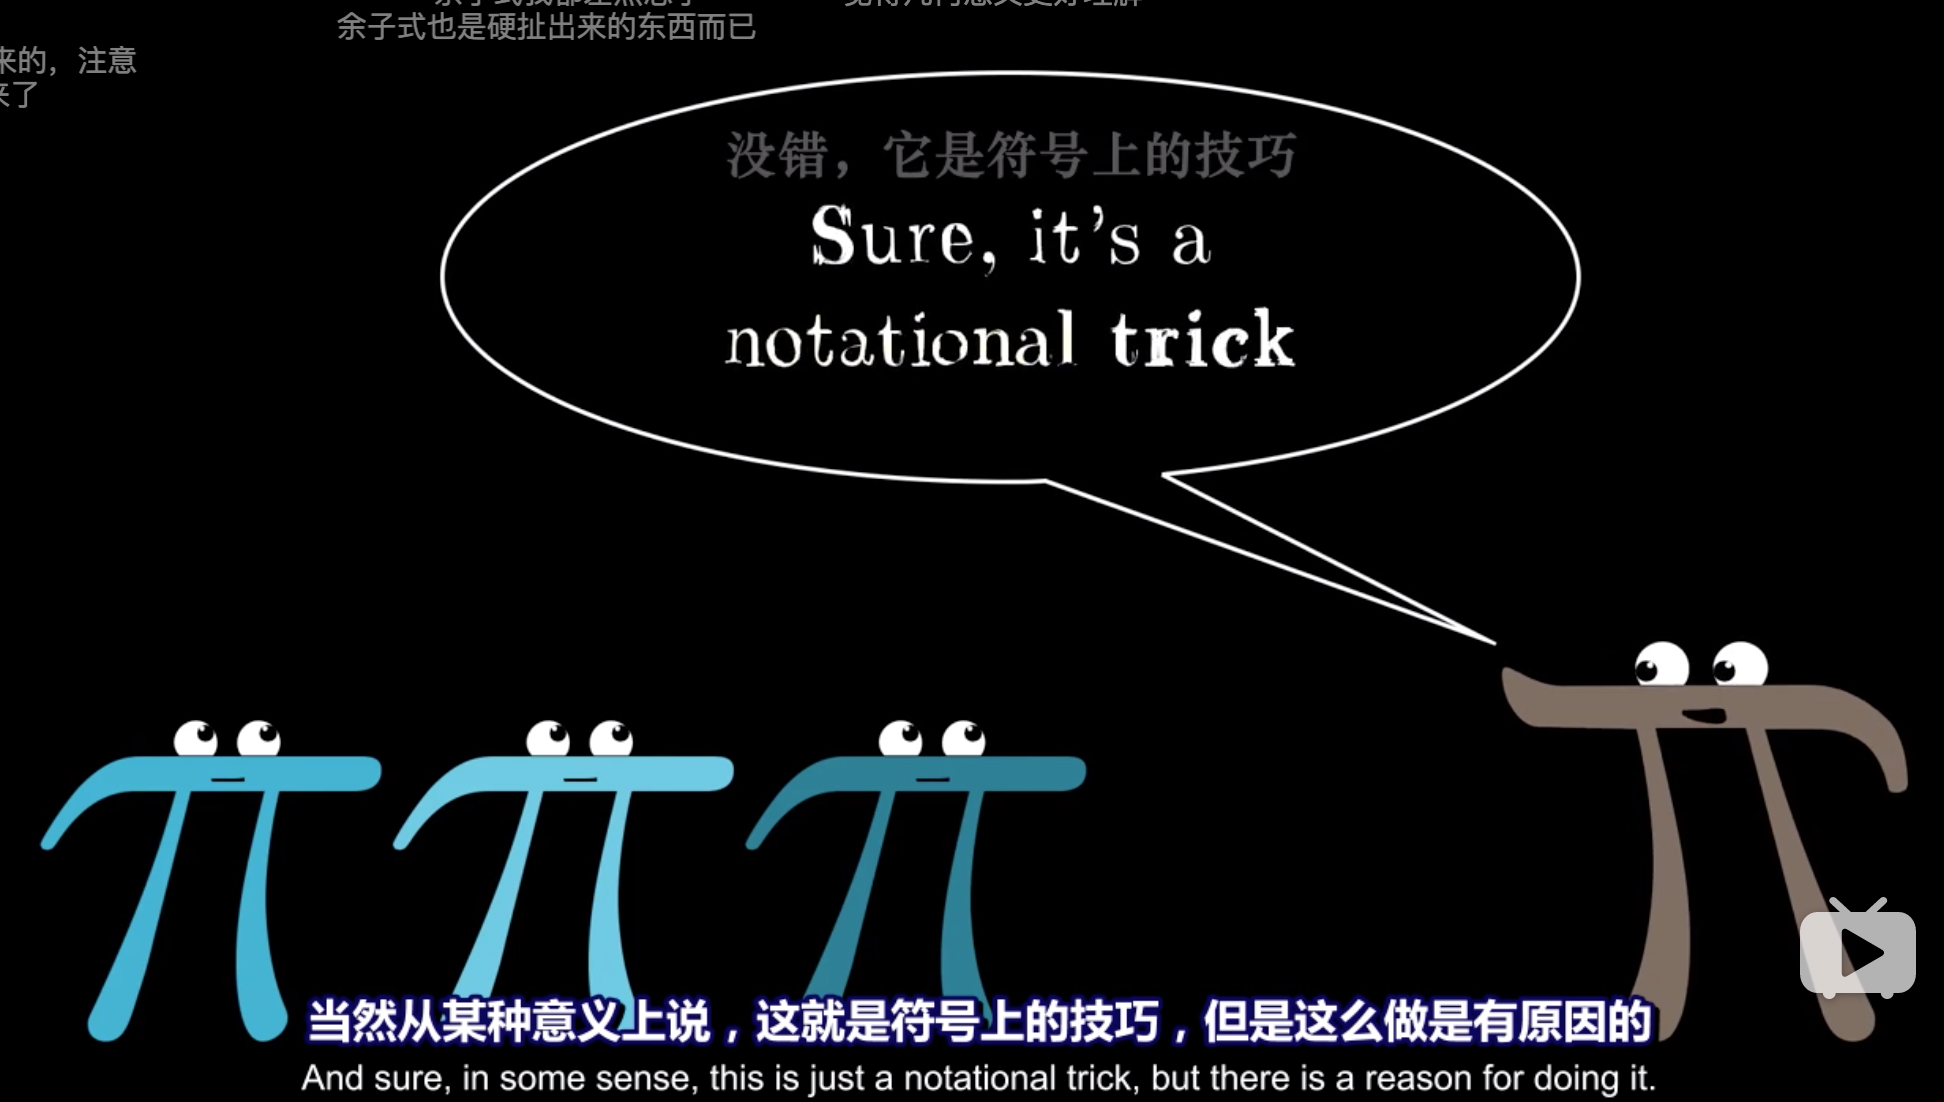 余子式也是硬扯出来的东西而已
来的，注意
来了
没错，它是符号上的技巧
Sure, it's a
notational trick
当然从某种意义上说，这就是符号上的技巧，但是这么做是有原因的
And sure, in some sense, this is just a notational trick, but there is a reason for doing it.